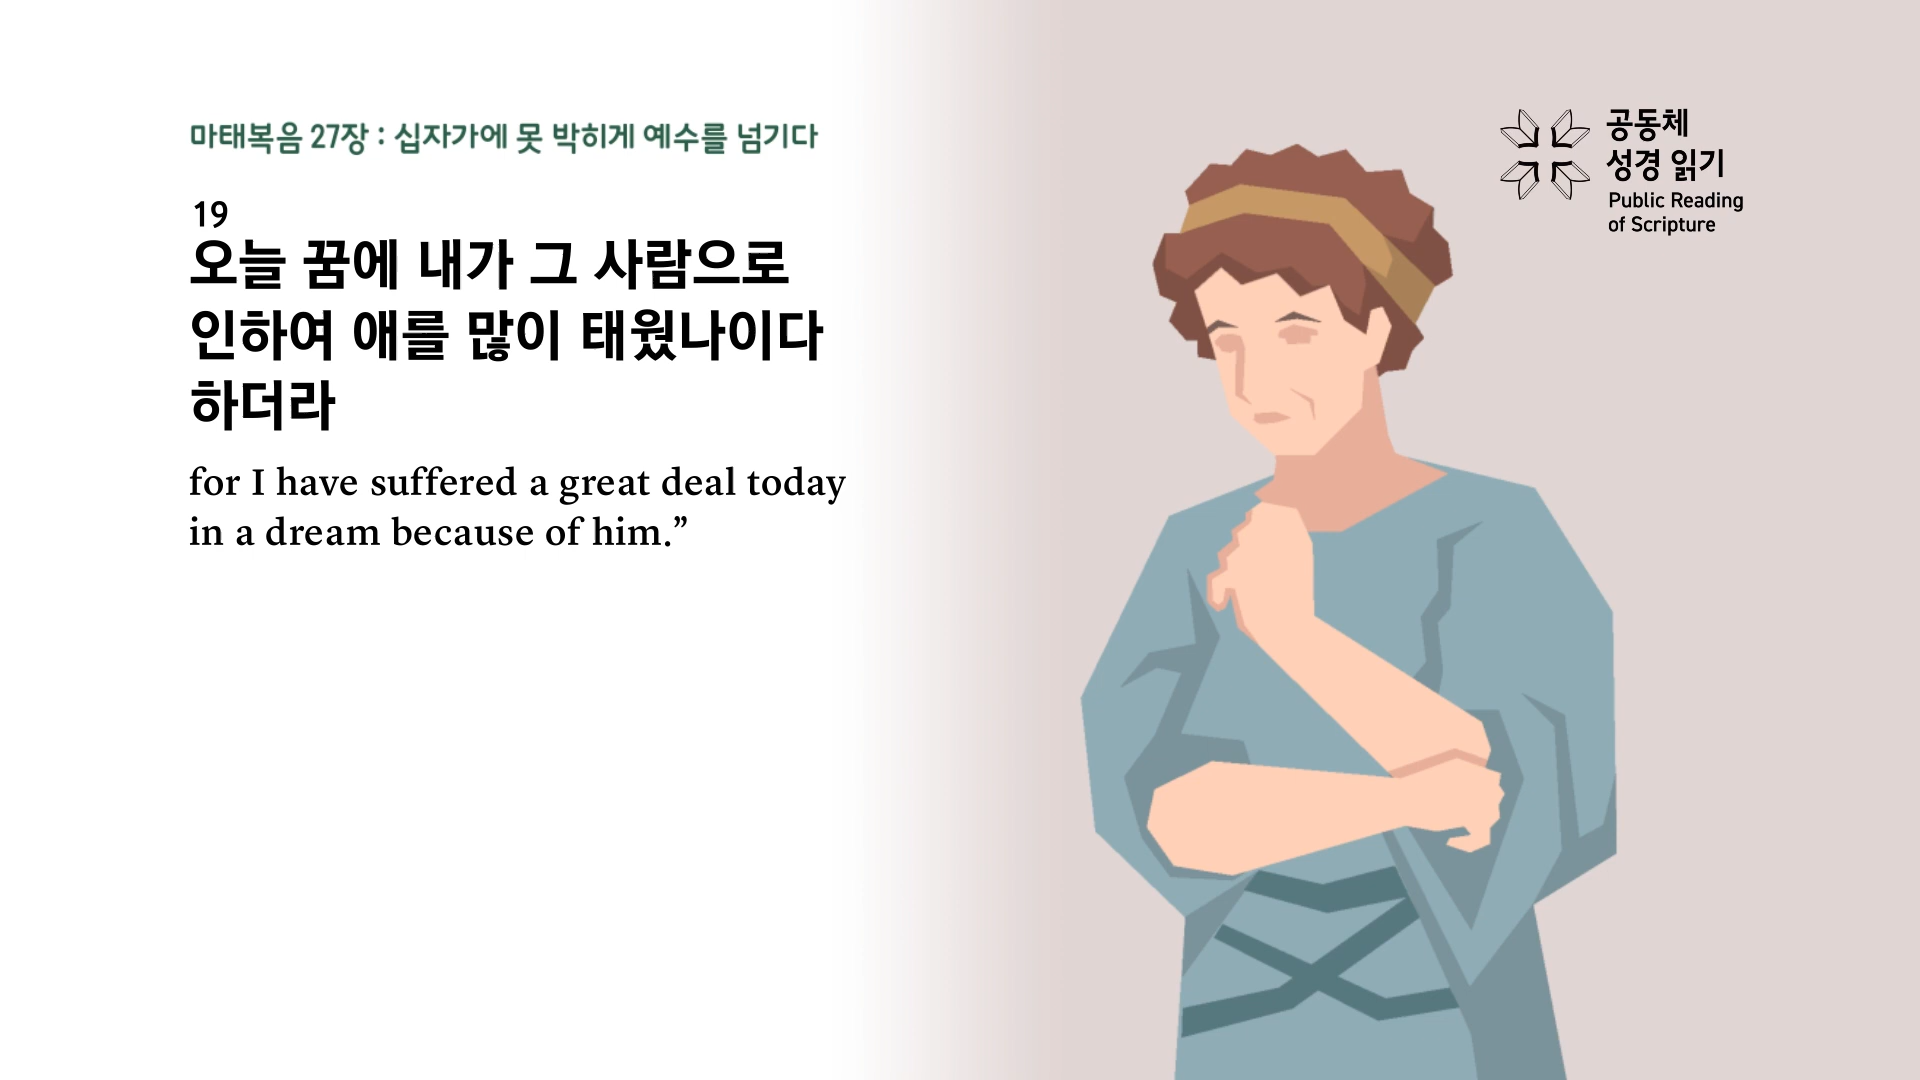 마태복음 27장 : 십자가에 못 박히게 예수를 넘기다
19
오늘 꿈에 내가 그 사람으로
인하여 애를 많이 태웠나이다
하더라
for I have suffered a great deal today
in a dream because of him.”
공동체
성경 읽기
Public Reading
of Scripture